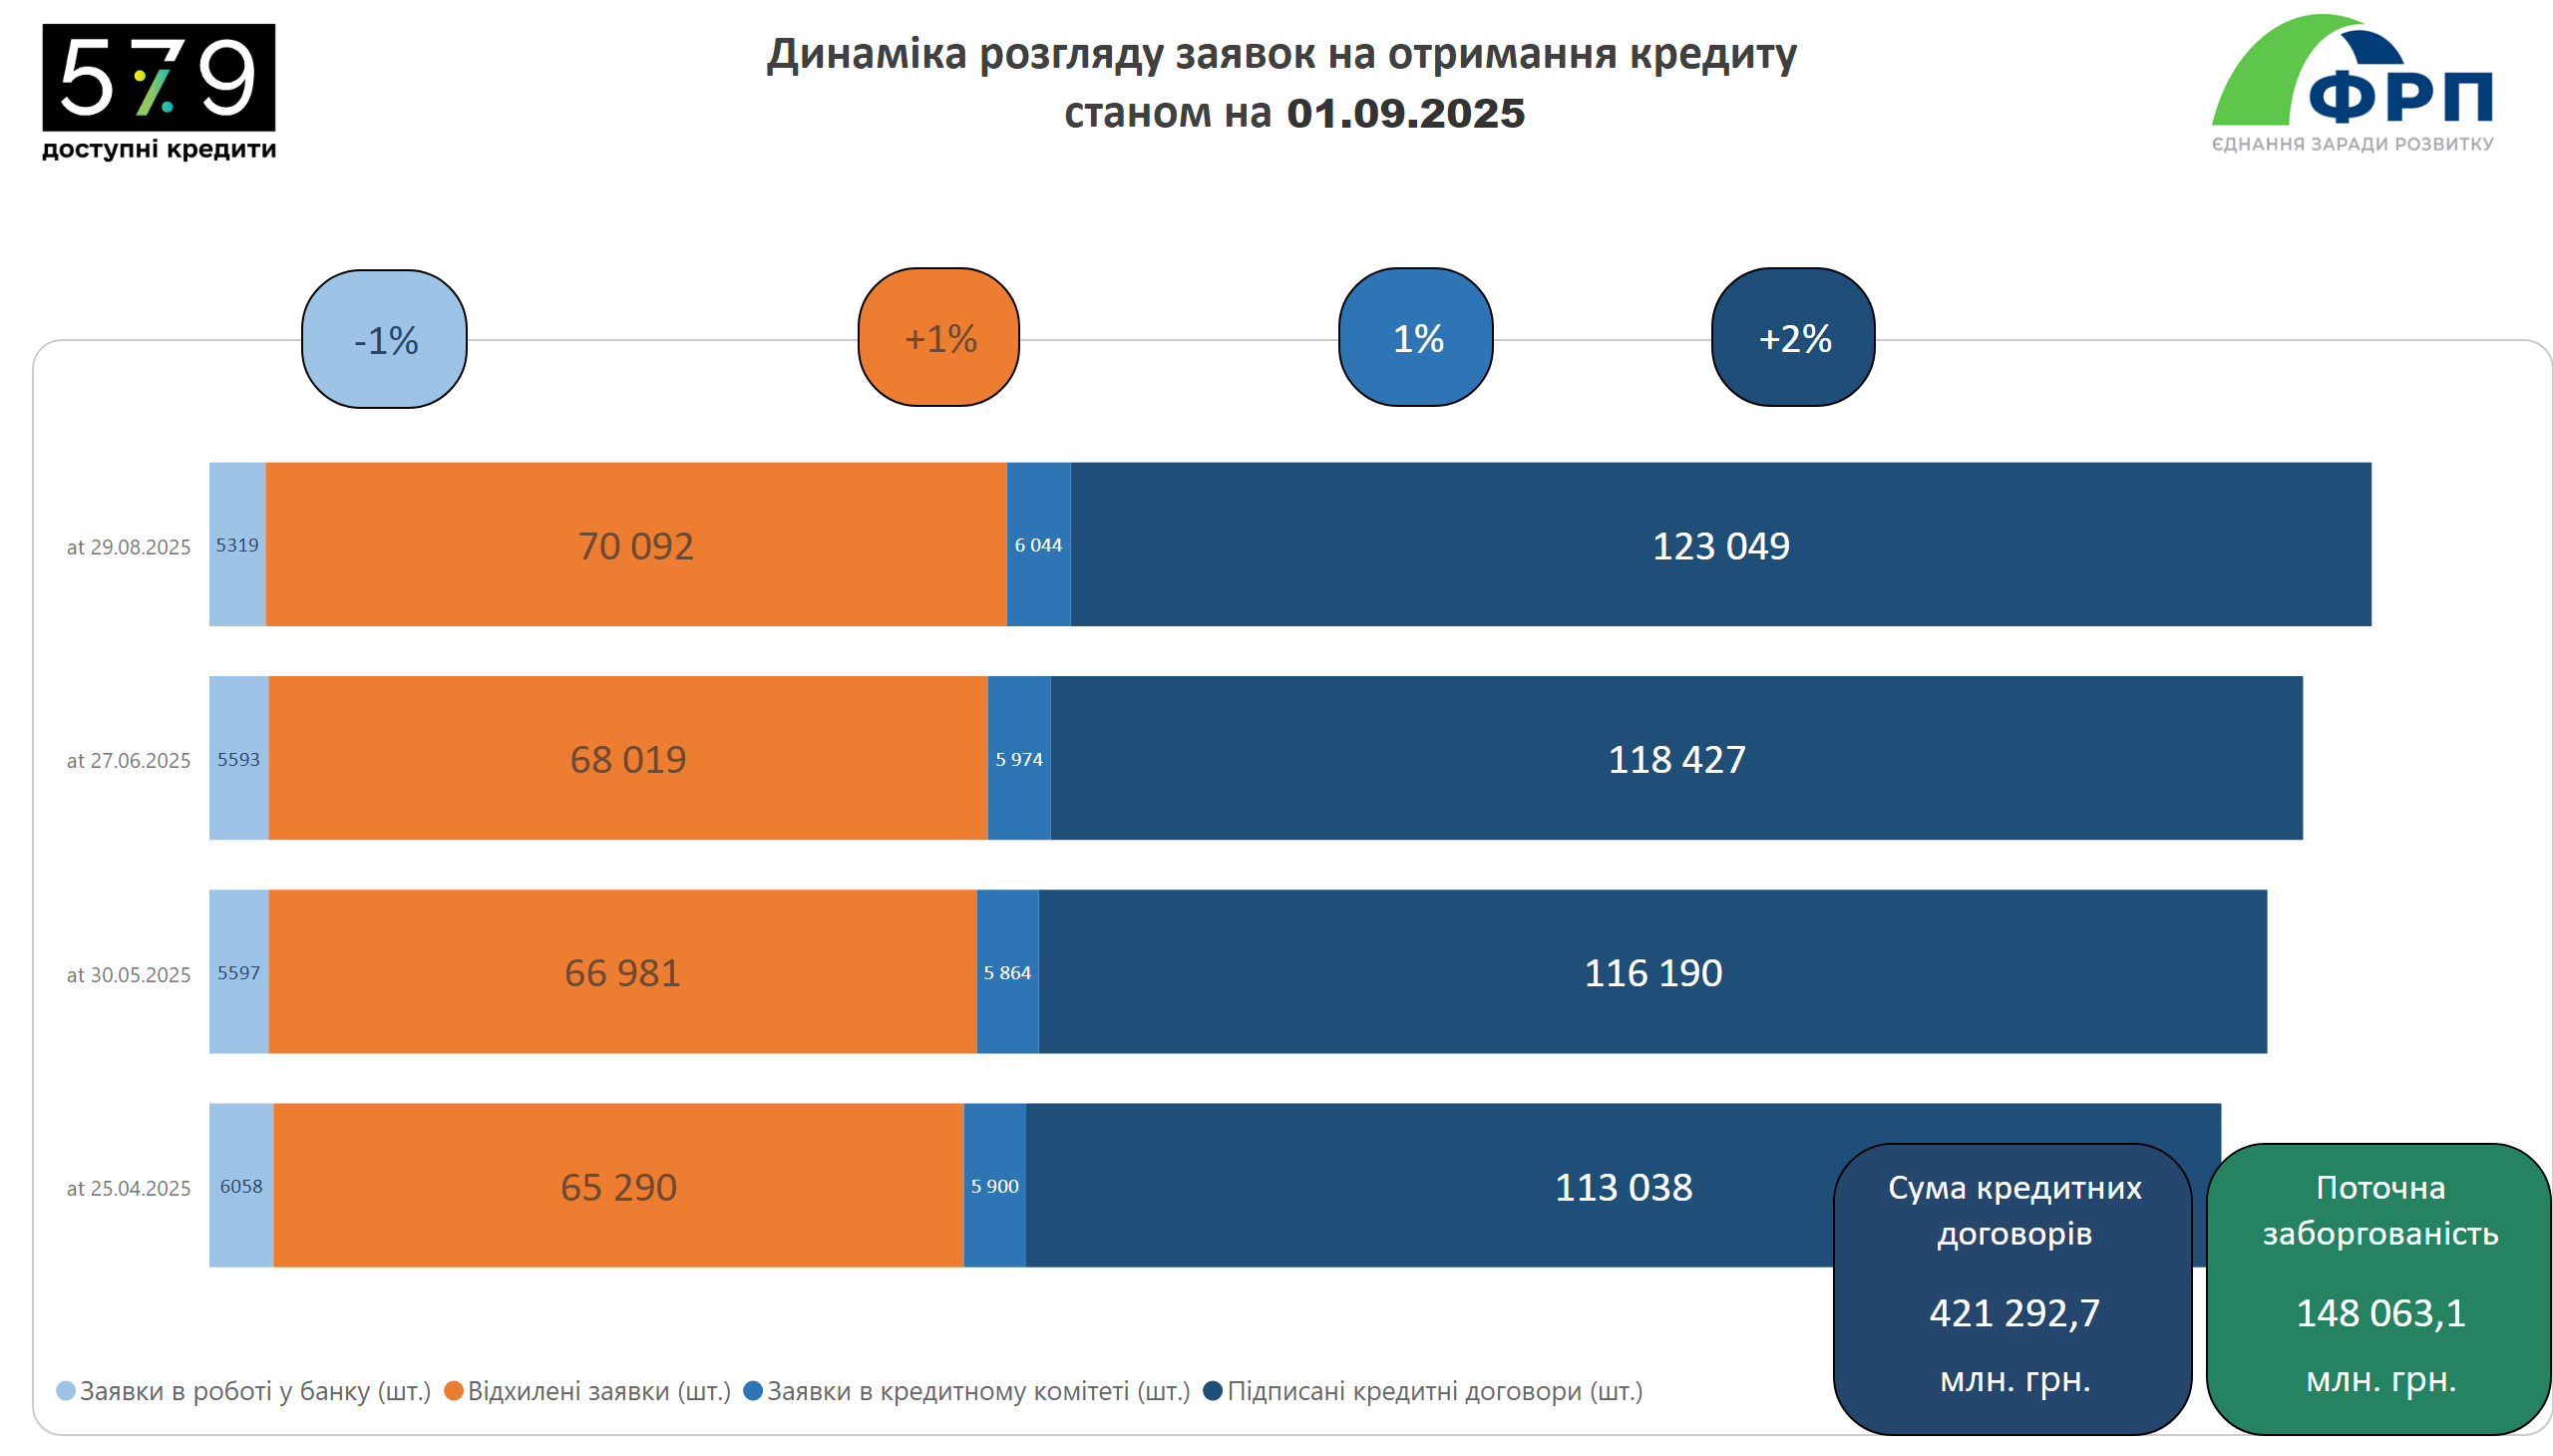 5%9
доступні кредити
Динаміка розгляду заявок на отримання кредиту
станом на 01.09.2025
ФРП
ЄДНАННЯ ЗАРАДИ РОЗВИТКУ
-1%
+1%
1%
+2%
at 29.08.2025
5319
70 092
6 044
123 049
at 27.06.2025
5593
68 019
5 974
118 427
at 30.05.2025
5597
66 981
5 864
116 190
at 25.04.2025
6058
65 290
5 900
113 038
Сума кредитних
договорів
421 292,7
млн. грн.
Поточна
заборгованість
148 063,1
млн. грн.
Заявки в роботі у банку (шт.)
Відхилені заявки (шт.)
Заявки в кредитному комітеті (шт.)
Підписані кредитні договори (шт.)